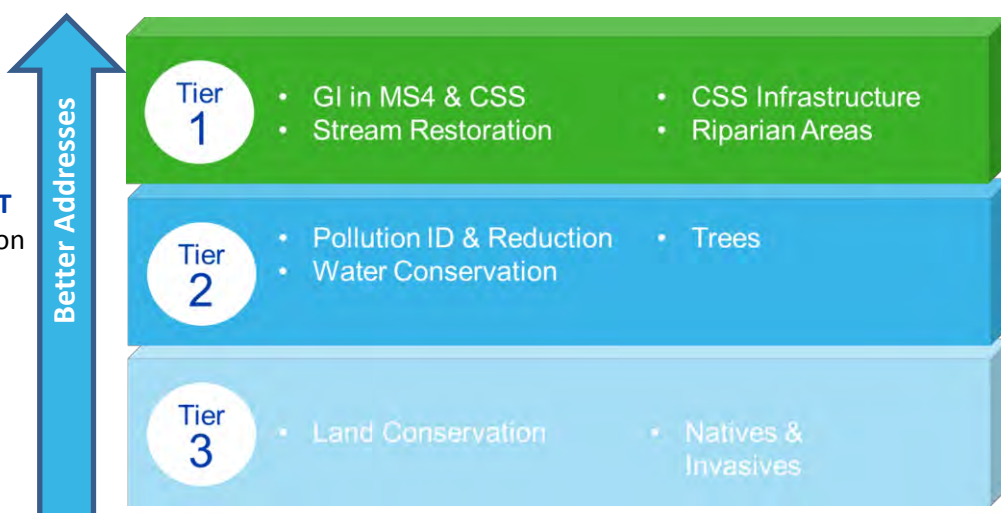 T
on
Better Addresses
Tier
1
• GI in MS4 & CSS
• Stream Restoration
• CSS Infrastructure
• Riparian Areas
Tier
2
• Pollution ID & Reduction
• Water Conservation
• Trees
Tier
3
• Land Conservation
• Natives &
Invasives